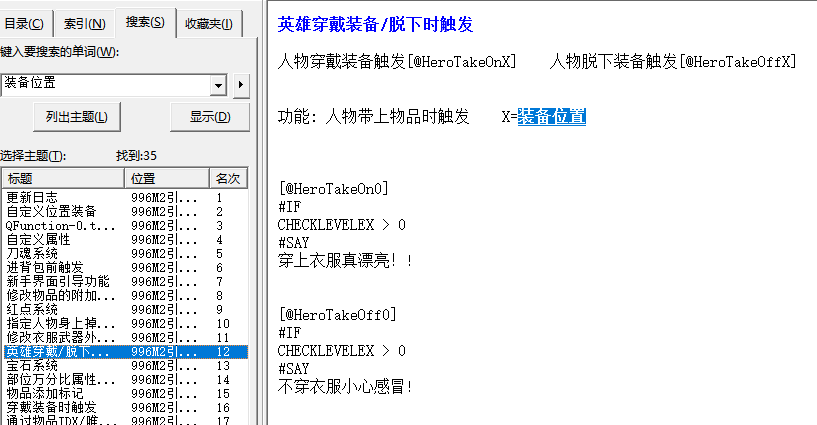 目录(C)
索引(N)
搜索(S)
收藏夹(I)
键入要搜索的单词(W):
装备位置
列出主题(L)
显示(D)
选择主题(T):
找到:35
标题 位置 名次
更新日志 996M2引... 1
自定义位置装备 996M2引... 2
QFunction-0.t... 996M2引... 3
自定义属性 996M2引... 4
刀魂系统 996M2引... 5
进背包前触发 996M2引... 6
新手界面引导功能 996M2引... 7
修改物品的附加... 996M2引... 8
红点系统 996M2引... 9
指定人物身上掉... 996M2引... 10
修改衣服武器外... 996M2引... 11
英雄穿戴/脱下... 996M2引... 12
宝石系统 996M2引... 13
部位万分比属性... 996M2引... 14
物品添加标记 996M2引... 15
穿戴装备时触发 996M2引... 16
通过物品IDX/唯... 996M2引... 17
英雄穿戴装备/脱下时触发
人物穿戴装备触发[@HeroTakeOnX] 人物脱下装备触发[@HeroTakeOffX]
功能: 人物带上物品时触发 X=装备位置
[@HeroTakeOn0]
#IF
CHECKLEVELEX > 0
#SAY
穿上衣服真漂亮!!
[@HeroTakeOff0]
#IF
CHECKLEVELEX > 0
#SAY
不穿衣服小心感冒!